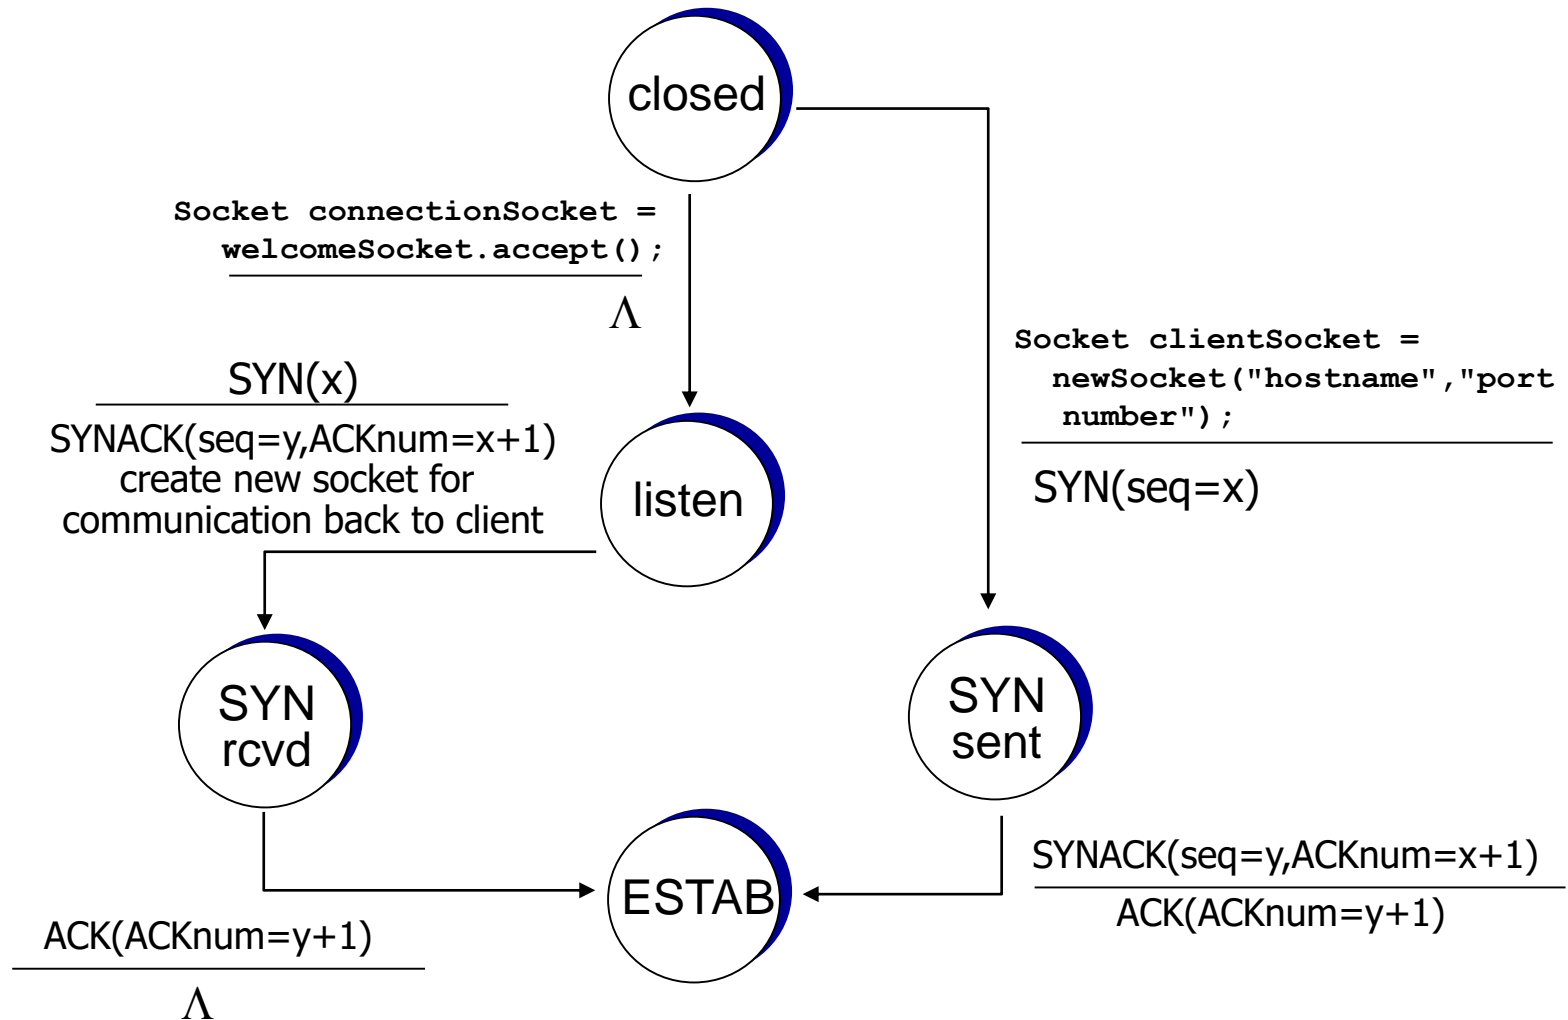 closed
Socket connectionSocket =
welcomeSocket.accept();
Λ
Socket clientSocket =
newSocket("hostname","port
number");
SYN(seq=x)
SYN(x)
SYNACK(seq=y,ACKnum=x+1)
create new socket for
communication back to client
listen
SYN
rcvd
SYN
sent
ESTAB
SYNACK(seq=y,ACKnum=x+1)
ACK(ACKnum=y+1)
ACK(ACKnum=y+1)
Λ